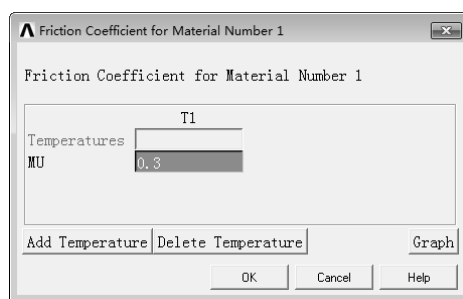 Friction Coefficient for Material Number 1
Friction Coefficient for Material Number 1
T1
Temperatures
MU 0.3
Add Temperature Delete Temperature Graph
OK Cancel Help